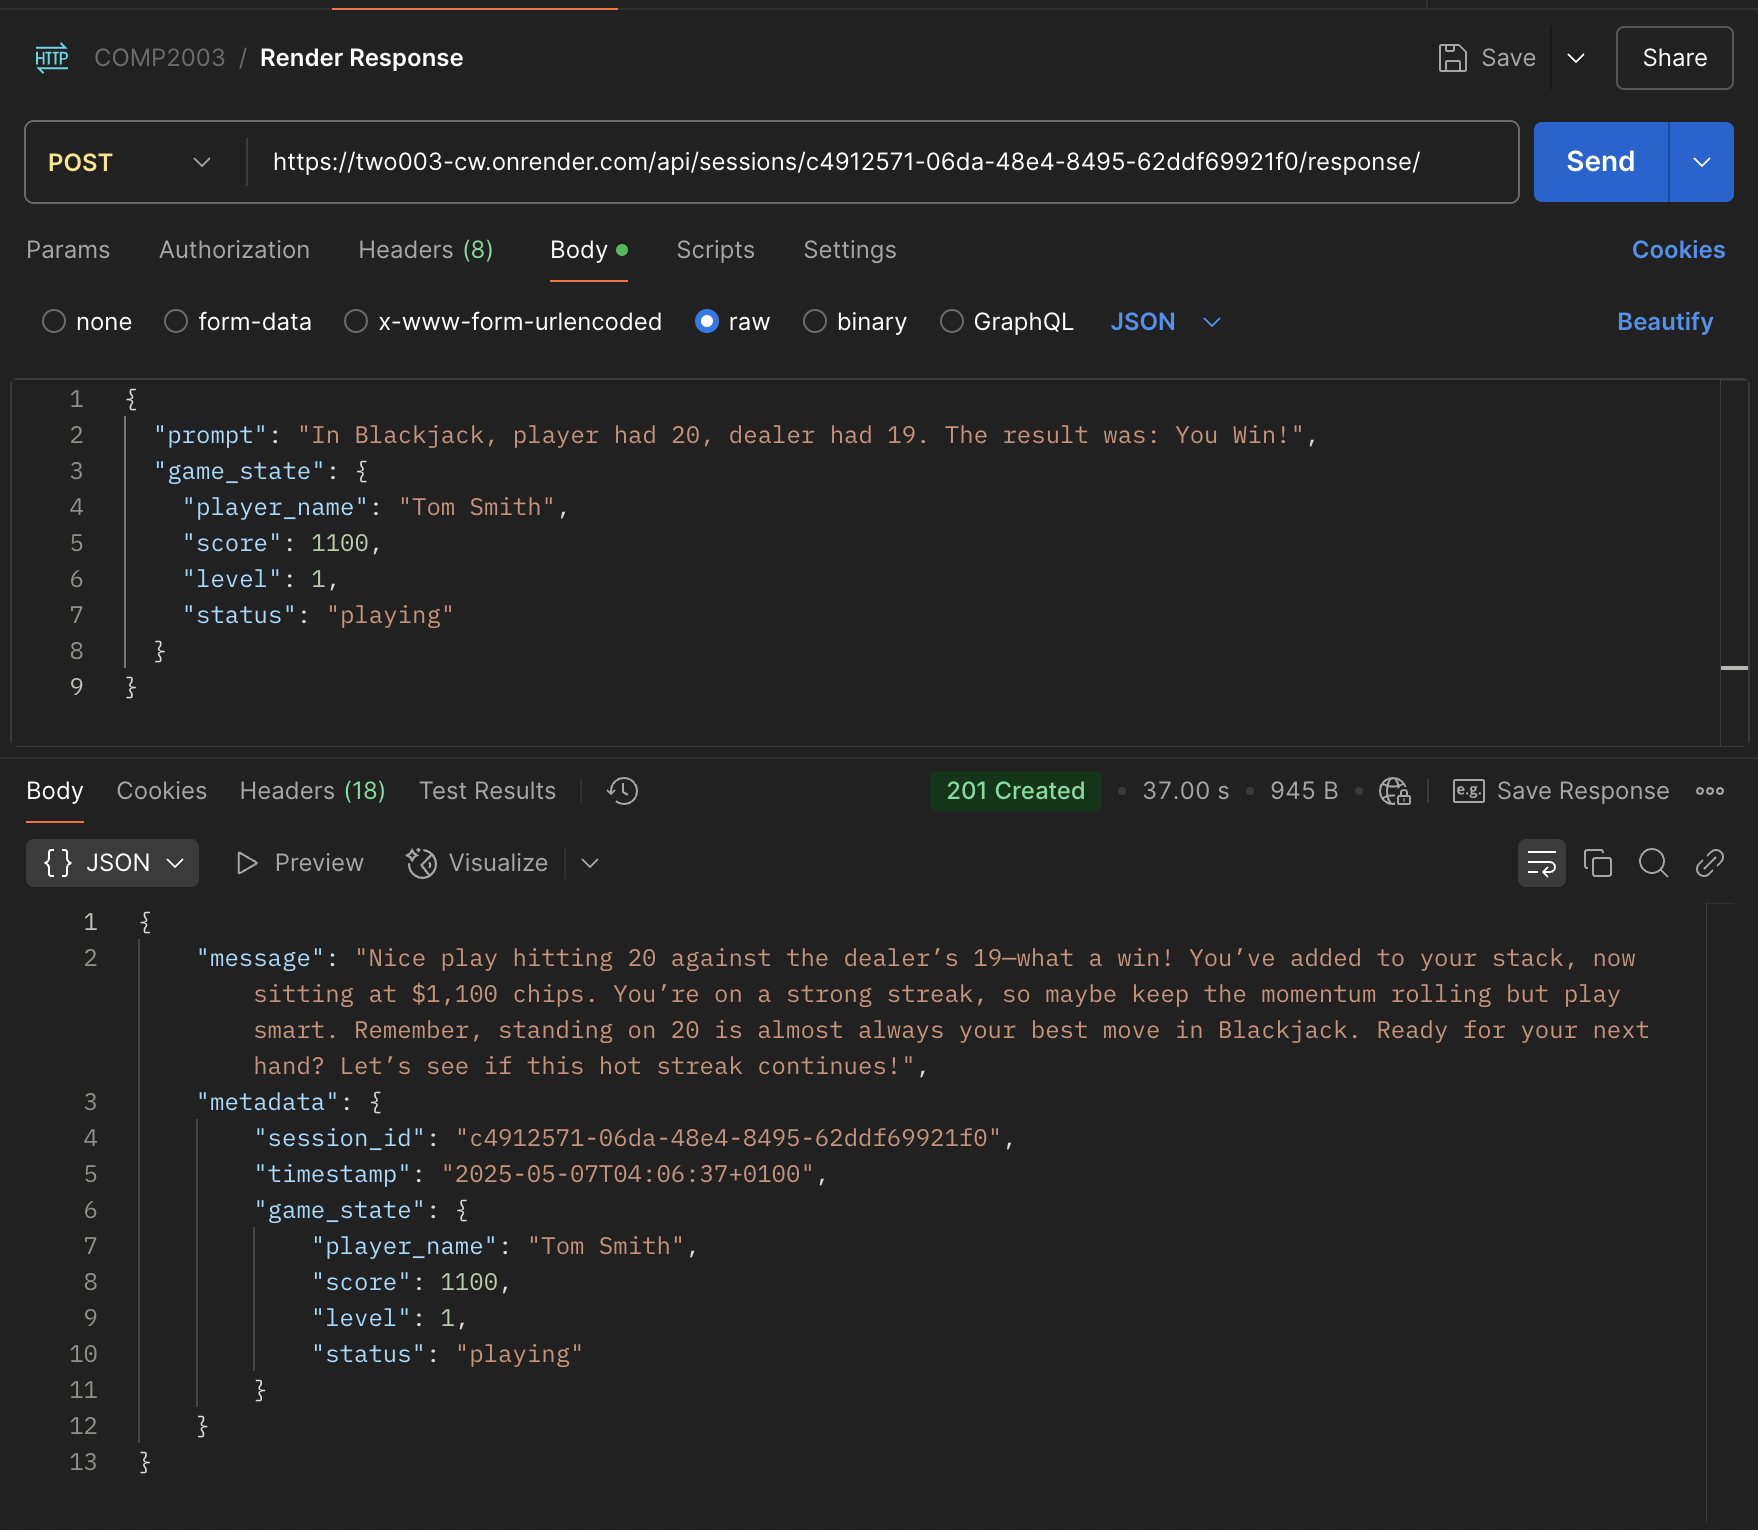 HTTP COMP2003 / Render Response Save Share
POST https://two003-cw.onrender.com/api/sessions/c4912571-06da-48e4-8495-62ddf69921f0/response/ Send
Params Authorization Headers (8) Body Scripts Settings Cookies
none form-data x-www-form-urlencoded raw binary GraphQL JSON Beautify
1 {
2 "prompt": "In Blackjack, player had 20, dealer had 19. The result was: You Win!",
3 "game_state": {
4 "player_name": "Tom Smith",
5 "score": 1100,
6 "level": 1,
7 "status": "playing"
8 }
9 }
Body Cookies Headers (18) Test Results 201 Created • 37.00 s • 945 B • e.g. Save Response
{} JSON Preview Visualize
1 {
2 "message": "Nice play hitting 20 against the dealer’s 19—what a win! You’ve added to your stack, now
sitting at $1,100 chips. You’re on a strong streak, so maybe keep the momentum rolling but play
smart. Remember, standing on 20 is almost always your best move in Blackjack. Ready for your next
hand? Let’s see if this hot streak continues!",
3 "metadata": {
4 "session_id": "c4912571-06da-48e4-8495-62ddf69921f0",
5 "timestamp": "2025-05-07T04:06:37+0100",
6 "game_state": {
7 "player_name": "Tom Smith",
8 "score": 1100,
9 "level": 1,
10 "status": "playing"
11 }
12 }
13 }